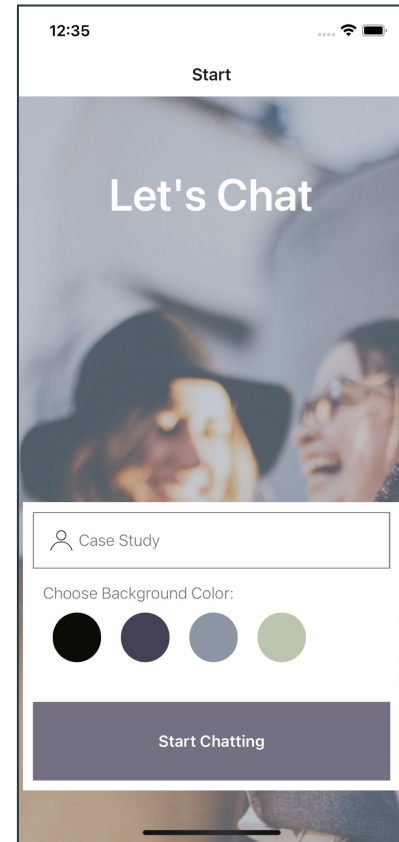 12:35
Start
Let's Chat
Case Study
Choose Background Color:
Start Chatting